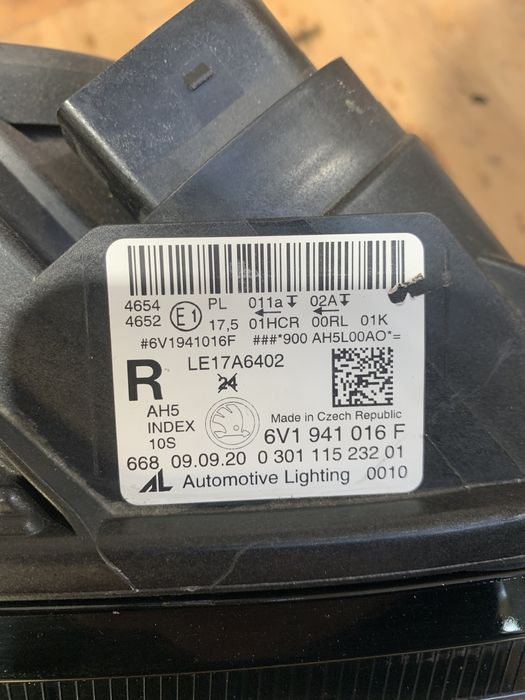 4654 E1 PL 011a 02A
4652 17,5 01HCR 00RL 01K
#6V1941016F ###*900 AH5L00AO*=
R LE17A6402
24
AH5
INDEX
10S
Made in Czech Republic
6V1 941 016 F
668 09.09.20 0 301 115 232 01
AL Automotive Lighting 0010